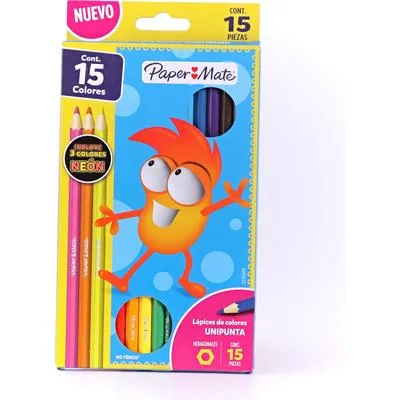 NUEVO
CONT.
15
PIEZAS
Cont.
15
Colores
Paper Mate
INCLUYE
3 COLORES
NEÓN
Lápices de colores
UNIPUNTA
HEXAGONALES
CONT.
15
PIEZAS
NO TÓXICO